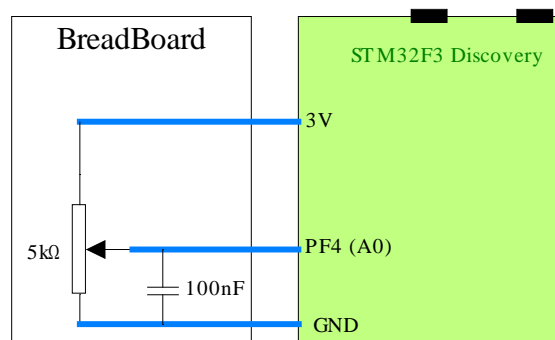 BreadBoard
STM32F3 Discovery
3V
5kΩ
PF4 (A0)
100nF
GND